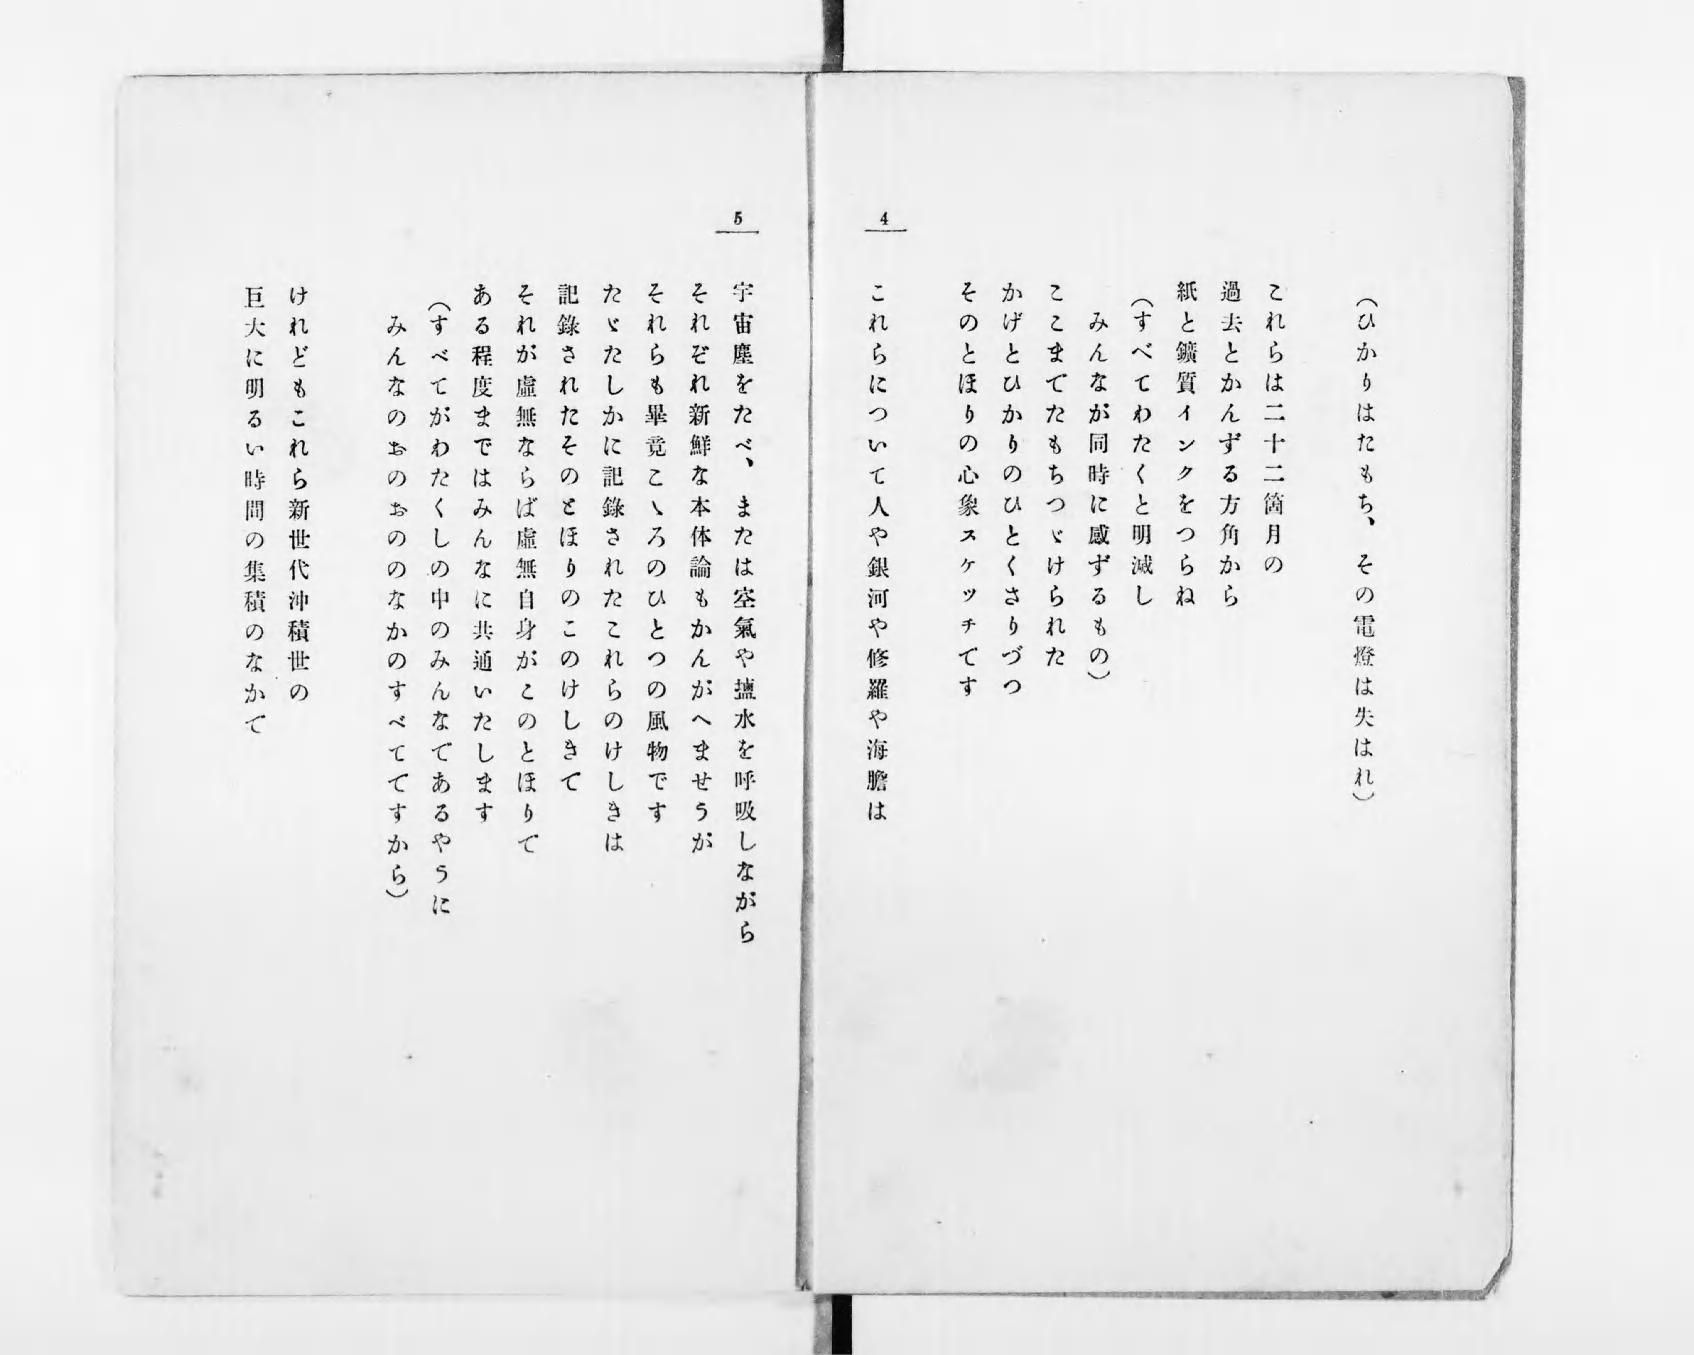 4
(ひかりはたもち、その電燈は失はれ)
これらは二十二箇月の
過去とかんずる方角から
紙と鑛質インクをつらね
(すべてわたくと明滅し
みんなが同時に感ずるもの)
ここまでたもちつゞけられた
かげとひかりのひとくさりづつ
そのとほりの心象スケッチです
これらについて人や銀河や修羅や海膽は
5
宇宙塵をたべ、または空氣や鹽水を呼吸しながら
それぞれ新鮮な本体論もかんがへませうが
それらも畢竟こゝろのひとつの風物です
たゞたしかに記錄されたこれらのけしきは
記錄されたそのとほりのこのけしきで
それが虛無ならば虛無自身がこのとほりで
ある程度まではみんなに共通いたします
(すべてがわたくしの中のみんなであるやうに
みんなのおのおののなかのすべてですから)
けれどもこれら新世代沖積世の
巨大に明るい時間の集積のなかで